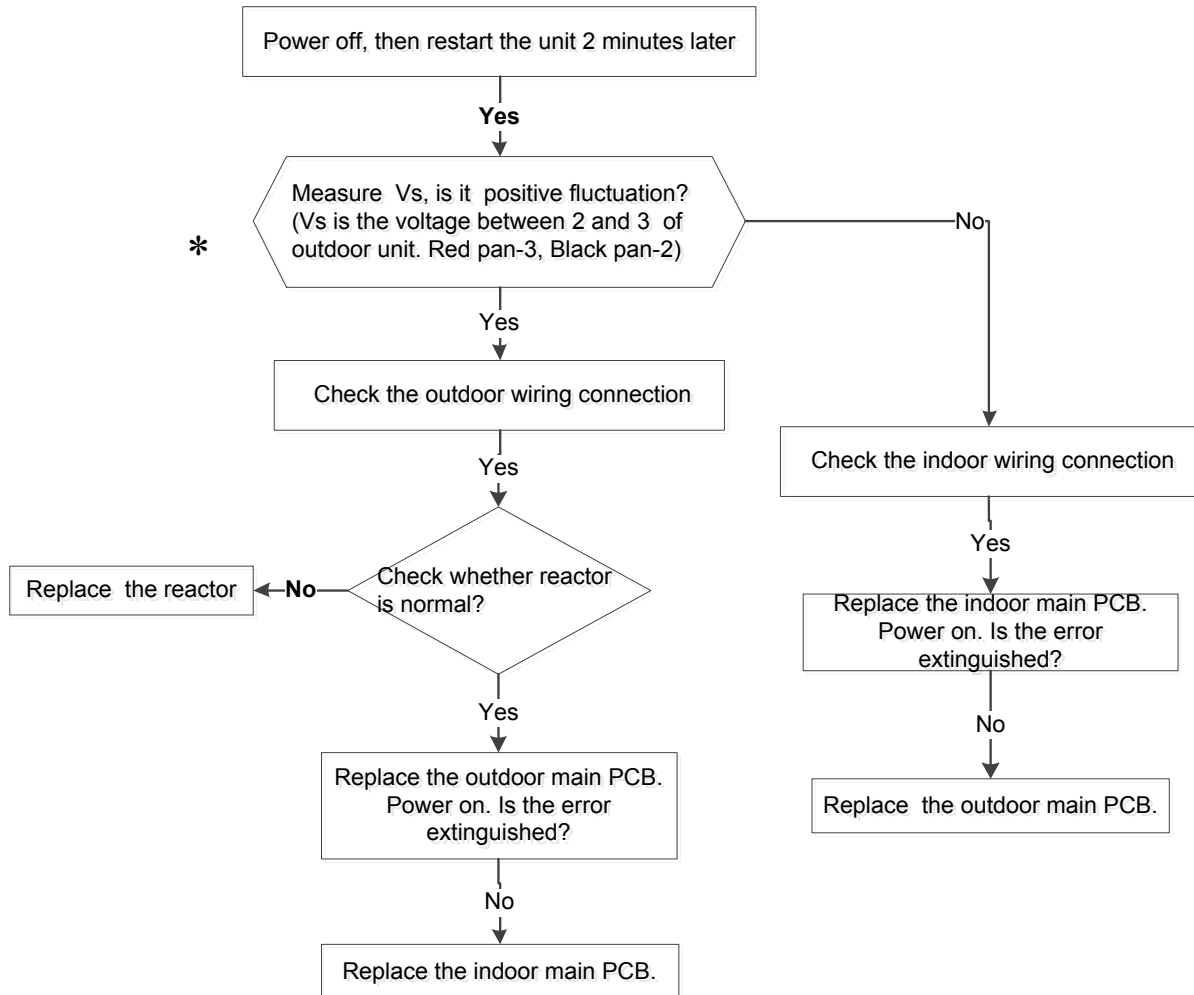 Power off, then restart the unit 2 minutes later
Yes
Measure Vs, is it positive fluctuation?
(Vs is the voltage between 2 and 3 of
outdoor unit. Red pan-3, Black pan-2)
*
No
Yes
Check the outdoor wiring connection
Yes
Check the indoor wiring connection
Yes
Check whether reactor
is normal?
No
Replace the reactor
Replace the indoor main PCB.
Power on. Is the error
extinguished?
Yes
No
Replace the outdoor main PCB.
Power on. Is the error
extinguished?
Replace the outdoor main PCB.
No
Replace the indoor main PCB.